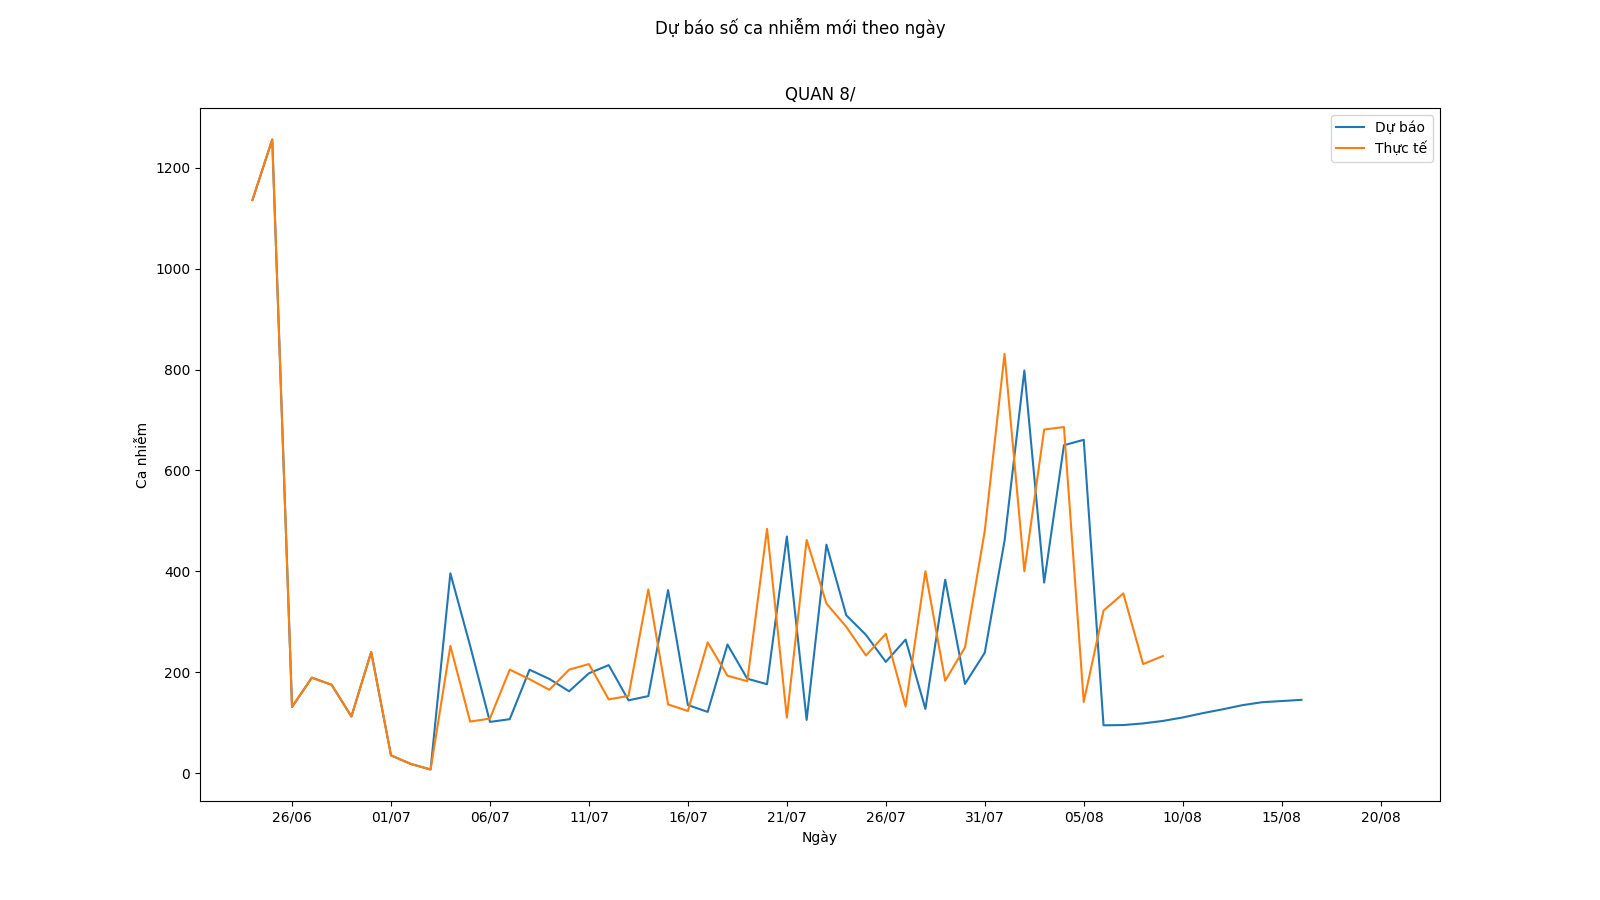 Dự báo số ca nhiễm mới theo ngày
QUAN 8/
Dự báo
Thực tế
1200
1000
800
600
400
200
0
Ca nhiễm
26/06 01/07 06/07 11/07 16/07 21/07 26/07 31/07 05/08 10/08 15/08 20/08
Ngày